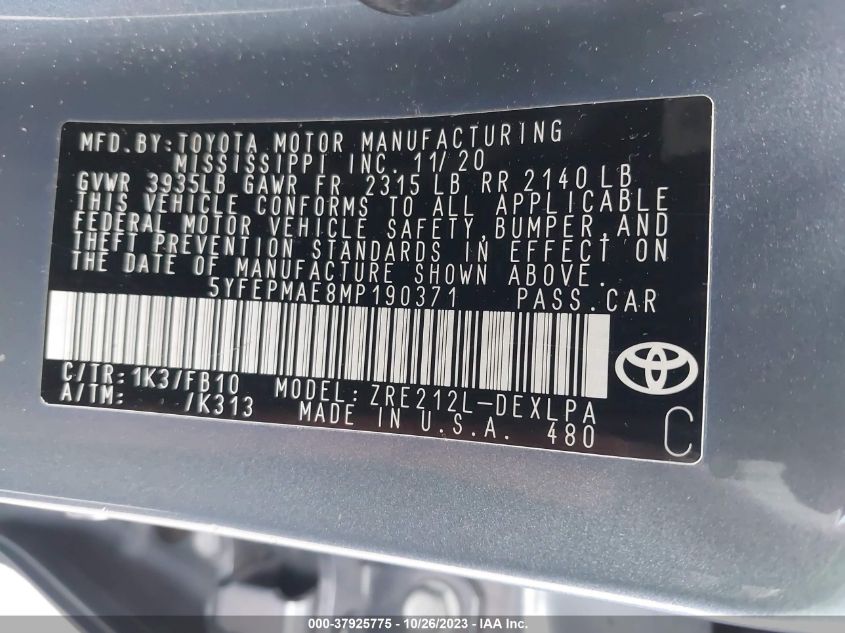 MFD.BY:TOYOTA MOTOR MANUFACTURING
MISSISSIPPI INC. 11/20
GVWR 3935LB GAWR FR 2315 LB RR 2140 LB
THIS VEHICLE CONFORMS TO ALL APPLICABLE
FEDERAL MOTOR VEHICLE SAFETY,BUMPER,AND
THEFT PREVENTION STANDARDS IN EFFECT ON
THE DATE OF MANUFACTURE SHOWN ABOVE.
5YFEPMAE8MP190371 PASS.CAR
C/TR:1K3/FB10 MODEL:ZRE212L-DEXLPA
A/TM: /K313 MADE IN U.S.A. 480
C
000-37925775 - 10/26/2023 - IAA Inc.